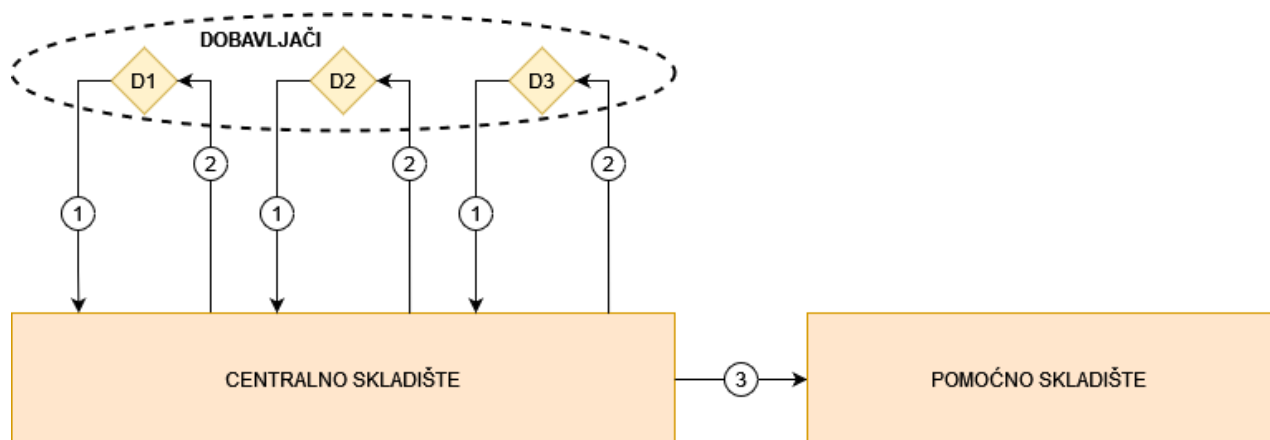 DOBAVLJAČI
D1
D2
D3
2
2
2
1
1
1
CENTRALNO SKLADIŠTE
3
POMOĆNO SKLADIŠTE